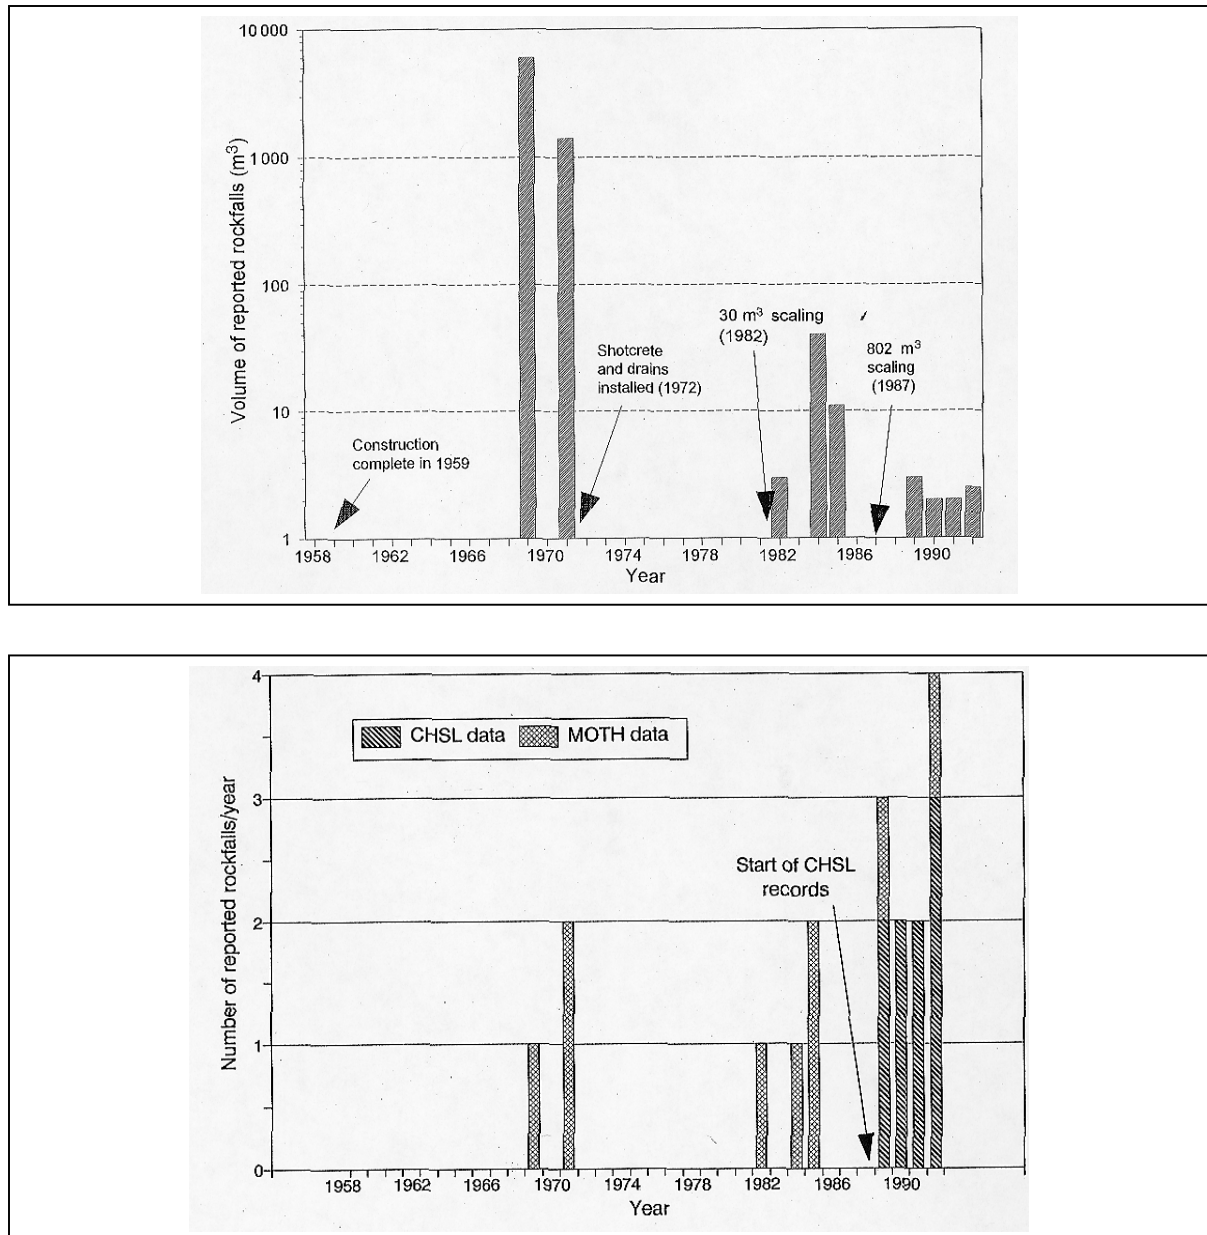 10 000
1 000
100
10
1
Volume of reported rockfalls (m³)
Construction
complete in 1959
Shotcrete
and drains
installed (1972)
30 m³ scaling
(1982)
802 m³
scaling
(1987)
1958 1962 1966 1970 1974 1978 1982 1986 1990
Year
4
3
2
1
0
Number of reported rockfalls/year
CHSL data MOTH data
Start of CHSL
records
1958 1962 1966 1970 1974 1978 1982 1986 1990
Year